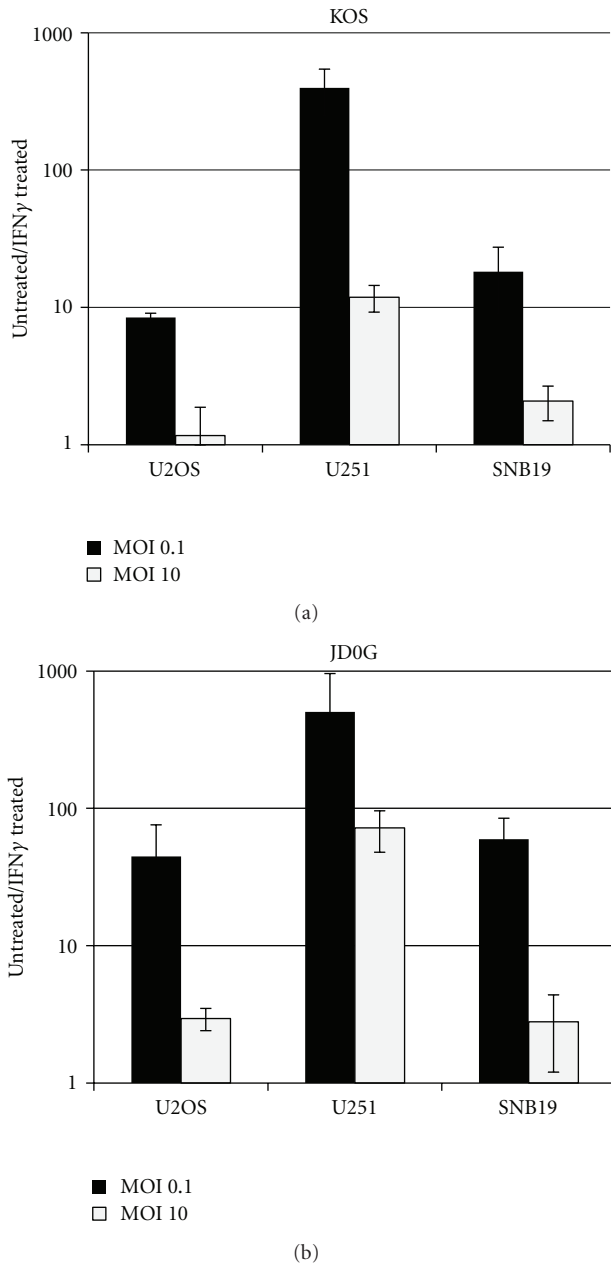 KOS
Untreated/IFNγ treated
1000
100
10
1
U2OS U251 SNB19
MOI 0.1
MOI 10
(a)
JD0G
Untreated/IFNγ treated
1000
100
10
1
U2OS U251 SNB19
MOI 0.1
MOI 10
(b)